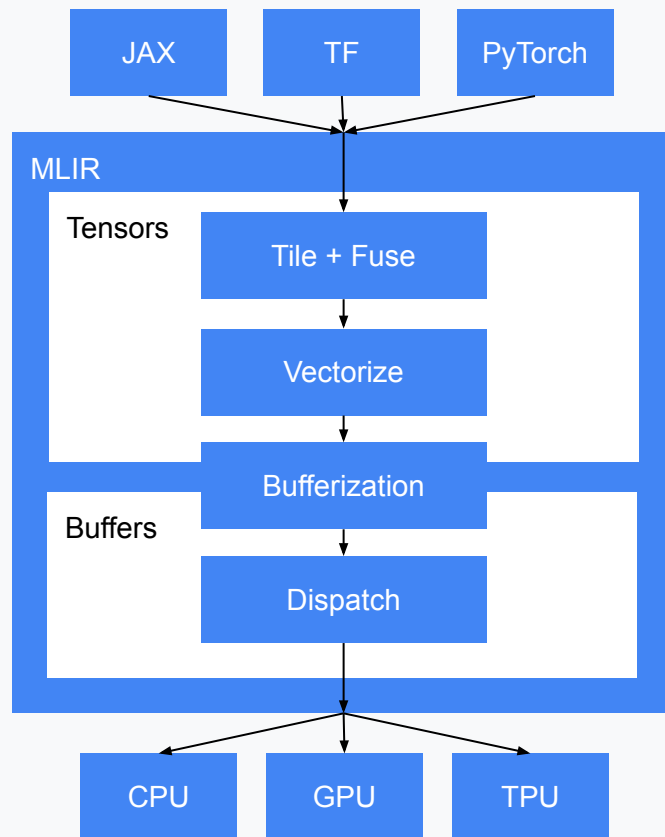 JAX
TF
PyTorch
MLIR
Tensors
Tile + Fuse
Vectorize
Bufferization
Buffers
Dispatch
CPU
GPU
TPU